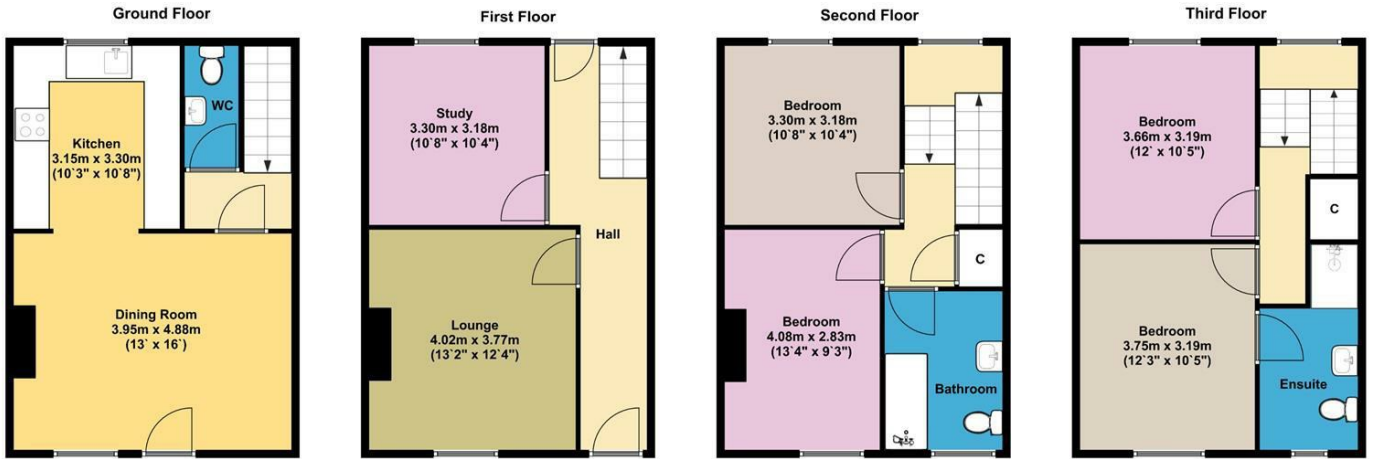 Ground Floor
Kitchen
3.15m x 3.30m
(10`3" x 10`8")
WC
Dining Room
3.95m x 4.88m
(13` x 16`)
First Floor
Study
3.30m x 3.18m
(10`8" x 10`4")
Hall
Lounge
4.02m x 3.77m
(13`2" x 12`4")
Second Floor
Bedroom
3.30m x 3.18m
(10`8" x 10`4")
C
Bedroom
4.08m x 2.83m
(13`4" x 9`3")
Bathroom
Third Floor
Bedroom
3.66m x 3.19m
(12` x 10`5")
C
Bedroom
3.75m x 3.19m
(12`3" x 10`5")
Ensuite